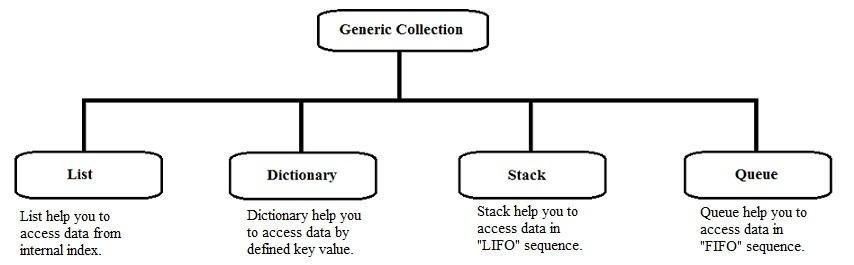 Generic Collection
List
Dictionary
Stack
Queue
List help you to
access data from
internal index.
Dictionary help you
to access data by
defined key value.
Stack help you to
access data in
"LIFO" sequence.
Queue help you to
access data in
"FIFO" sequence.